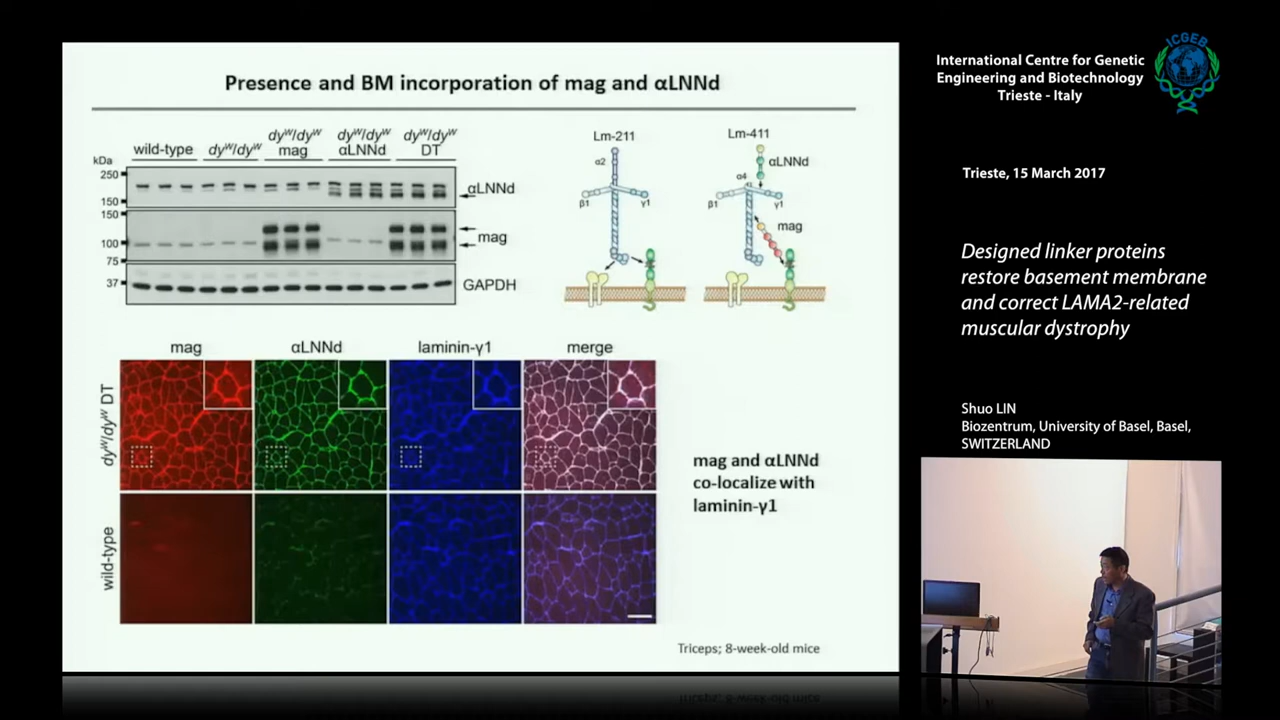 Presence and BM incorporation of mag and αLNNd
wild-type
dyᵂ/dyᵂ
dyᵂ/dyᵂ
mag
dyᵂ/dyᵂ
αLNNd
dyᵂ/dyᵂ
DT
kDa
250
150
150
100
75
37
αLNNd
mag
GAPDH
Lm-211
α2
β1
γ1
Lm-411
αLNNd
α4
β1
γ1
mag
mag
αLNNd
laminin-γ1
merge
dyᵂ/dyᵂ DT
wild-type
mag and αLNNd
co-localize with
laminin-γ1
Triceps; 8-week-old mice
International Centre for Genetic
Engineering and Biotechnology
Trieste - Italy
ICGEB
Trieste, 15 March 2017
Designed linker proteins
restore basement membrane
and correct LAMA2-related
muscular dystrophy
Shuo LIN
Biozentrum, University of Basel, Basel,
SWITZERLAND